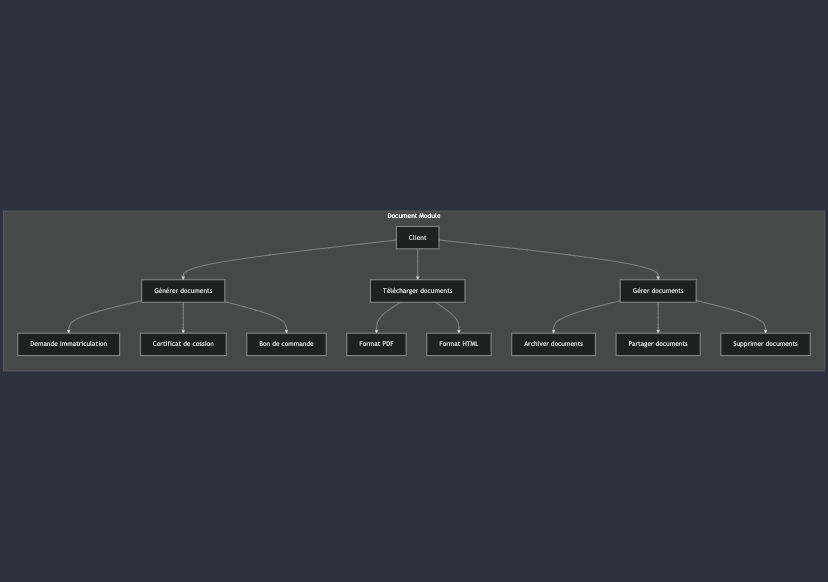 Document Module
Client
Générer documents
Télécharger documents
Gérer documents
Demande immatriculation
Certificat de cession
Bon de commande
Format PDF
Format HTML
Archiver documents
Partager documents
Supprimer documents